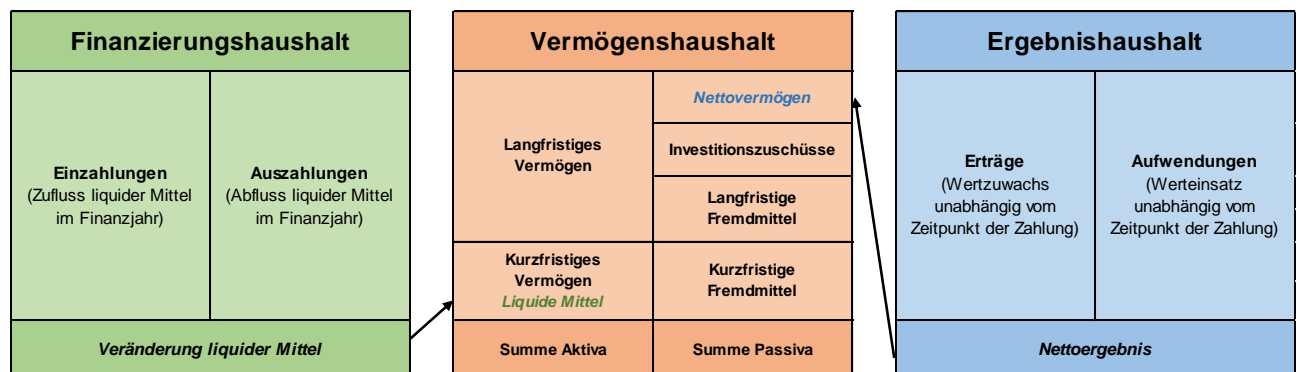 Finanzierungshaushalt
Einzahlungen
(Zufluss liquider Mittel
im Finanzjahr)
Auszahlungen
(Abfluss liquider Mittel
im Finanzjahr)
Veränderung liquider Mittel
Vermögenshaushalt
Langfristiges
Vermögen
Kurzfristiges
Vermögen
Liquide Mittel
Summe Aktiva
Nettovermögen
Investitionszuschüsse
Langfristige
Fremdmittel
Kurzfristige
Fremdmittel
Summe Passiva
Ergebnishaushalt
Erträge
(Wertzuwachs
unabhängig vom
Zeitpunkt der Zahlung)
Aufwendungen
(Werteinsatz
unabhängig vom
Zeitpunkt der Zahlung)
Nettoergebnis